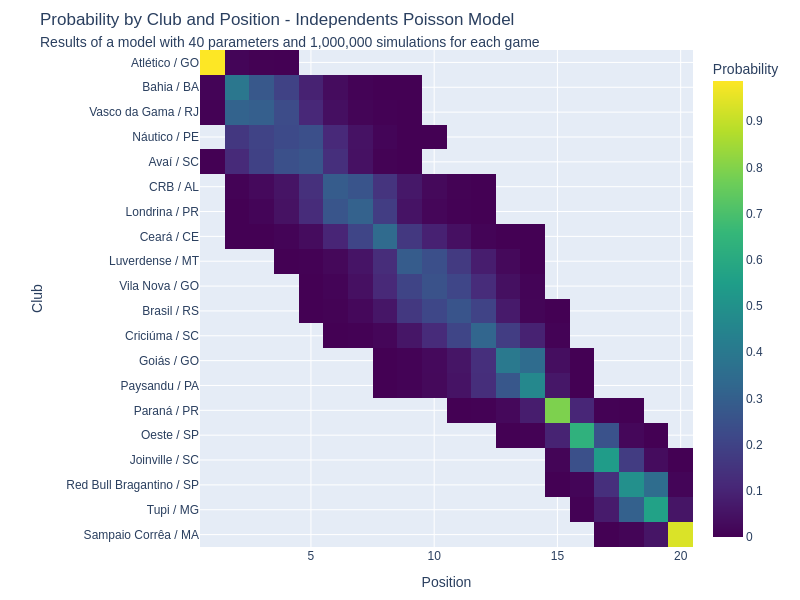 Probability by Club and Position - Independents Poisson Model
Results of a model with 40 parameters and 1,000,000 simulations for each game
Probability
Atlético / GO
Bahia / BA
Vasco da Gama / RJ
Náutico / PE
Avaí / SC
CRB / AL
Londrina / PR
Ceará / CE
Luverdense / MT
Vila Nova / GO
Brasil / RS
Criciúma / SC
Goiás / GO
Paysandu / PA
Paraná / PR
Oeste / SP
Joinville / SC
Red Bull Bragantino / SP
Tupi / MG
Sampaio Corrêa / MA
Club
5
10
15
20
Position
0.9
0.8
0.7
0.6
0.5
0.4
0.3
0.2
0.1
0